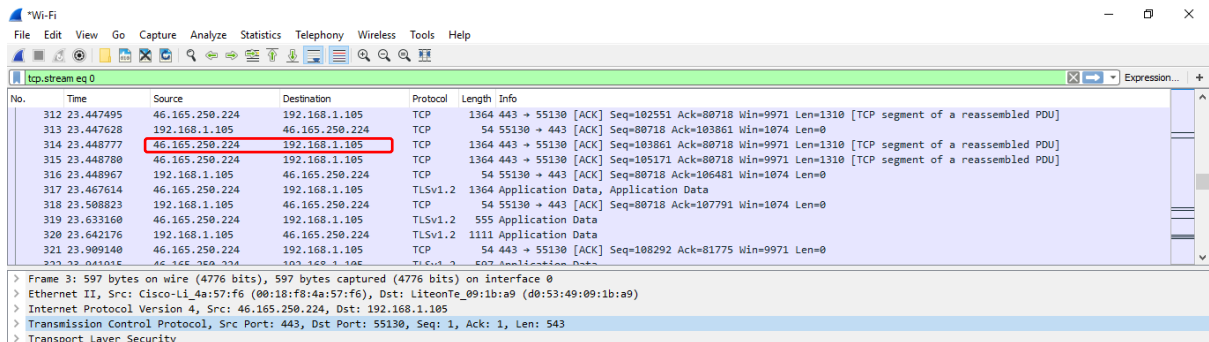 *Wi-Fi
File Edit View Go Capture Analyze Statistics Telephony Wireless Tools Help
tcp.stream eq 0 Expression... +
No. Time Source Destination Protocol Length Info
312 23.447495 46.165.250.224 192.168.1.105 TCP 1364 443 → 55130 [ACK] Seq=102551 Ack=80718 Win=9971 Len=1310 [TCP segment of a reassembled PDU]
313 23.447628 192.168.1.105 46.165.250.224 TCP 54 55130 → 443 [ACK] Seq=80718 Ack=103861 Win=1074 Len=0
314 23.448777 46.165.250.224 192.168.1.105 TCP 1364 443 → 55130 [ACK] Seq=103861 Ack=80718 Win=9971 Len=1310 [TCP segment of a reassembled PDU]
315 23.448780 46.165.250.224 192.168.1.105 TCP 1364 443 → 55130 [ACK] Seq=105171 Ack=80718 Win=9971 Len=1310 [TCP segment of a reassembled PDU]
316 23.448967 192.168.1.105 46.165.250.224 TCP 54 55130 → 443 [ACK] Seq=80718 Ack=106481 Win=1074 Len=0
317 23.467614 46.165.250.224 192.168.1.105 TLSv1.2 1364 Application Data, Application Data
318 23.508823 192.168.1.105 46.165.250.224 TCP 54 55130 → 443 [ACK] Seq=80718 Ack=107791 Win=1074 Len=0
319 23.633160 46.165.250.224 192.168.1.105 TLSv1.2 555 Application Data
320 23.642176 192.168.1.105 46.165.250.224 TLSv1.2 1111 Application Data
321 23.909140 46.165.250.224 192.168.1.105 TCP 54 443 → 55130 [ACK] Seq=108292 Ack=81775 Win=9971 Len=0
> Frame 3: 597 bytes on wire (4776 bits), 597 bytes captured (4776 bits) on interface 0
> Ethernet II, Src: Cisco-Li_4a:57:f6 (00:18:f8:4a:57:f6), Dst: LiteonTe_09:1b:a9 (d0:53:49:09:1b:a9)
> Internet Protocol Version 4, Src: 46.165.250.224, Dst: 192.168.1.105
> Transmission Control Protocol, Src Port: 443, Dst Port: 55130, Seq: 1, Ack: 1, Len: 543
> Transport Layer Security